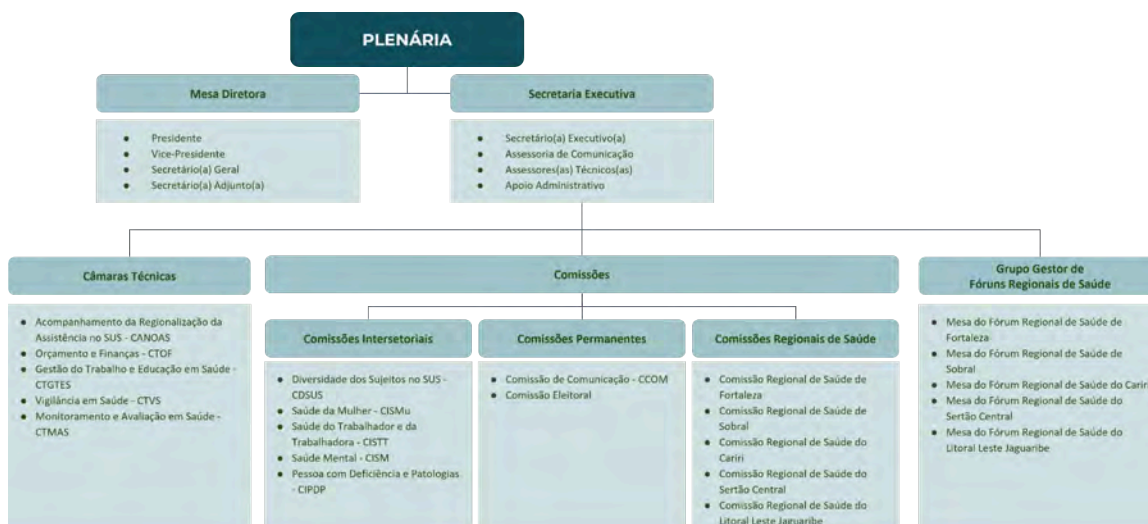 PLENÁRIA
Mesa Diretora
● Presidente
● Vice-Presidente
● Secretário(a) Geral
● Secretário(a) Adjunto(a)
Secretaria Executiva
● Secretário(a) Executivo(a)
● Assessoria de Comunicação
● Assessores(as) Técnicos(as)
● Apoio Administrativo
Câmaras Técnicas
● Acompanhamento da Regionalização da
Assistência no SUS - CANOAS
● Orçamento e Finanças - CTOF
● Gestão do Trabalho e Educação em Saúde -
CTGTES
● Vigilância em Saúde - CTVS
● Monitoramento e Avaliação em Saúde -
CTMAS
Comissões
Comissões Intersetoriais
● Diversidade dos Sujeitos no SUS -
CDSUS
● Saúde da Mulher - CISMu
● Saúde do Trabalhador e da
Trabalhadora - CISTT
● Saúde Mental - CISM
● Pessoa com Deficiência e Patologias
- CIPDP
Comissões Permanentes
● Comissão de Comunicação - CCOM
● Comissão Eleitoral
Comissões Regionais de Saúde
● Comissão Regional de Saúde de
Fortaleza
● Comissão Regional de Saúde de
Sobral
● Comissão Regional de Saúde do
Cariri
● Comissão Regional de Saúde do
Sertão Central
● Comissão Regional de Saúde do
Litoral Leste Jaguaribe
Grupo Gestor de
Fóruns Regionais de Saúde
● Mesa do Fórum Regional de Saúde de
Fortaleza
● Mesa do Fórum Regional de Saúde de
Sobral
● Mesa do Fórum Regional de Saúde do Cariri
● Mesa do Fórum Regional de Saúde do
Sertão Central
● Mesa do Fórum Regional de Saúde do
Litoral Leste Jaguaribe